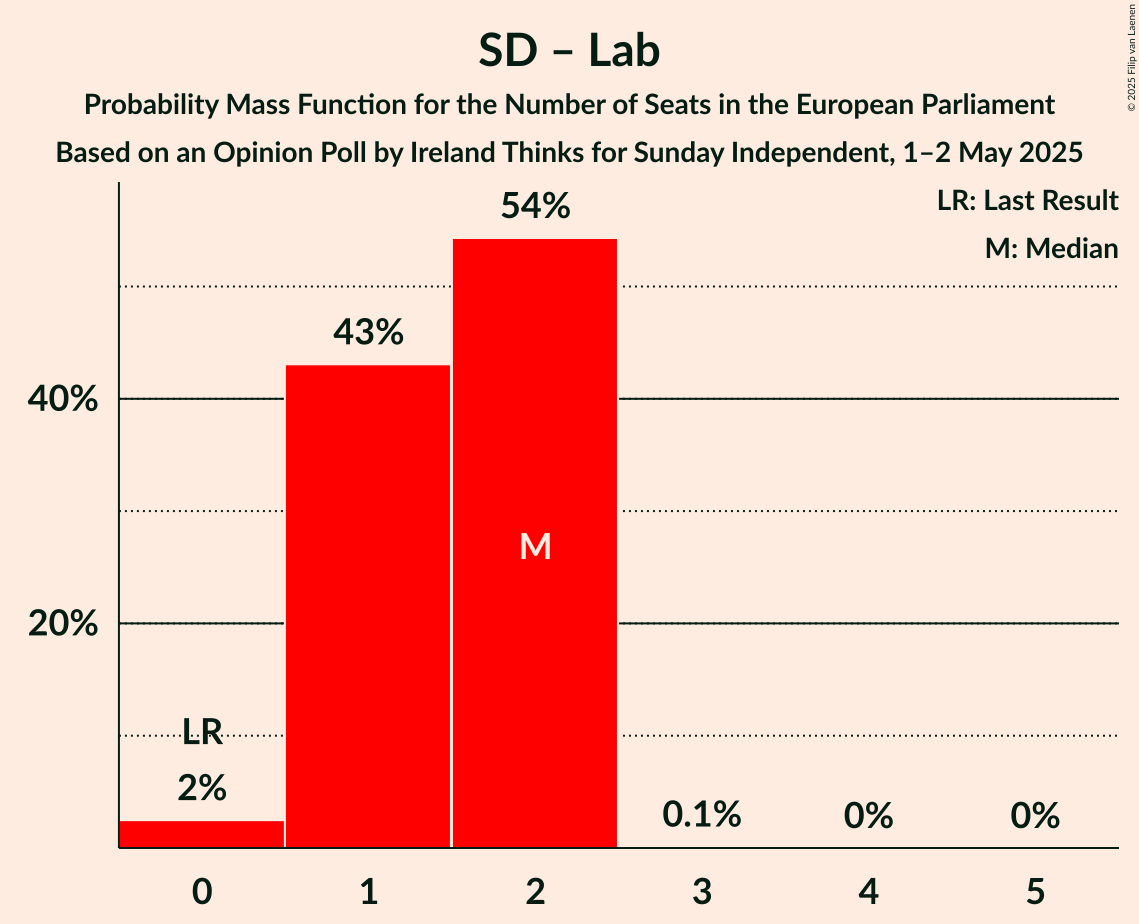 SD – Lab
Probability Mass Function for the Number of Seats in the European Parliament
Based on an Opinion Poll by Ireland Thinks for Sunday Independent, 1–2 May 2025
© 2025 Filip van Laenen
LR: Last Result
M: Median
54%
43%
40%
M
20%
LR
2%
0.1%
0%
0%
0 1 2 3 4 5